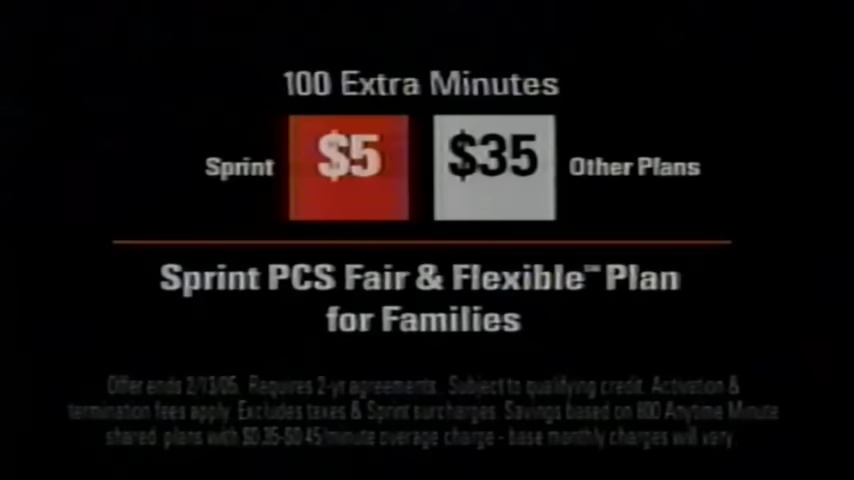 100 Extra Minutes
Sprint $5 $35 Other Plans
Sprint PCS Fair & Flexible℠ Plan
for Families
Offer ends 2/13/05. Requires 2-yr agreements. Subject to qualifying credit. Activation &
termination fees apply. Excludes taxes & Sprint surcharges. Savings based on 800 Anytime Minute
shared plans with $0.35-$0.45/minute overage charge - base monthly charges will vary